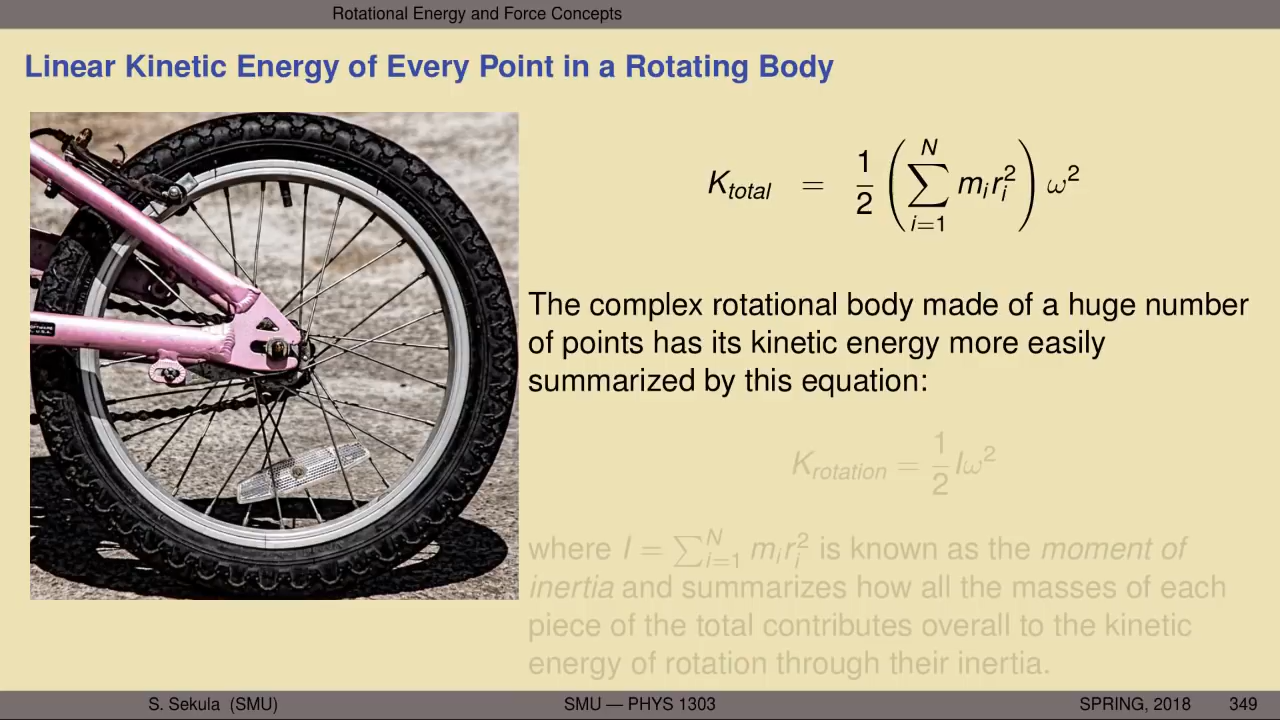 Rotational Energy and Force Concepts
Linear Kinetic Energy of Every Point in a Rotating Body
K_total = 1/2 (∑_{i=1}^{N} m_i r_i^2) ω^2
The complex rotational body made of a huge number
of points has its kinetic energy more easily
summarized by this equation:
K_rotation = 1/2 Iω^2
where I = ∑_{i=1}^{N} m_i r_i^2 is known as the moment of
inertia and summarizes how all the masses of each
piece of the total contributes overall to the kinetic
energy of rotation through their inertia.
S. Sekula (SMU)
SMU — PHYS 1303
SPRING, 2018
349